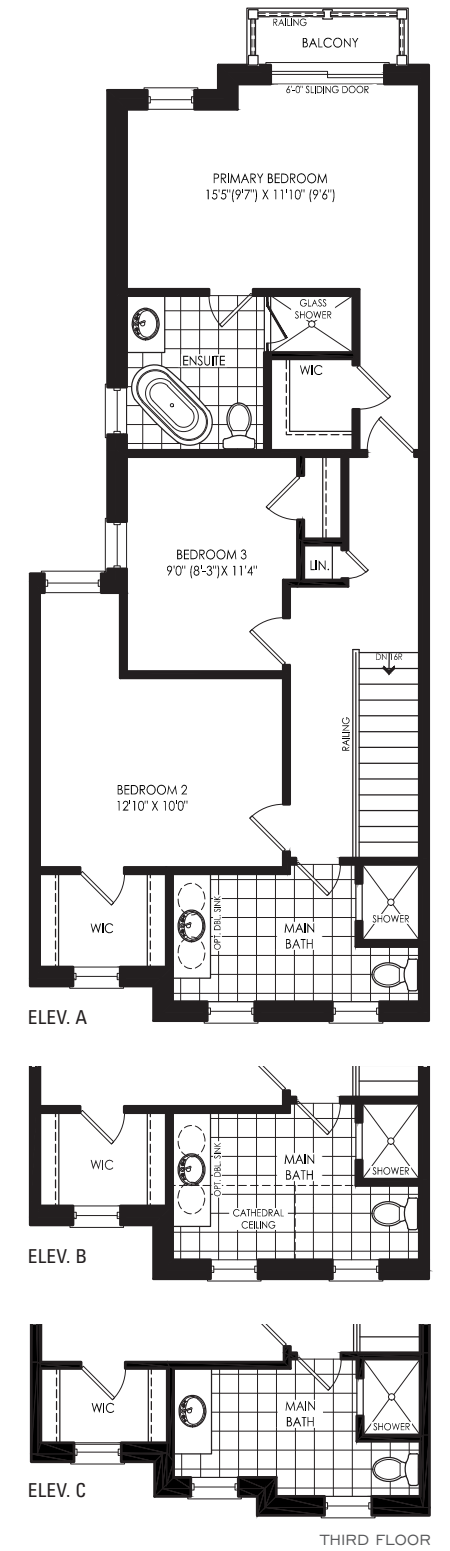 RAILING
BALCONY
6'-0" SLIDING DOOR
PRIMARY BEDROOM
15'5"(9'7") X 11'10" (9'6")
GLASS
SHOWER
ENSUITE
WIC
BEDROOM 3
9'0" (8'-3")X 11'4"
LIN.
DN 16R
RAILING
BEDROOM 2
12'10" X 10'0"
WIC
OPT. DBL. SINK
MAIN
BATH
SHOWER
ELEV. A
WIC
OPT. DBL. SINK
MAIN
BATH
SHOWER
CATHEDRAL
CEILING
ELEV. B
WIC
MAIN
BATH
SHOWER
ELEV. C
THIRD FLOOR